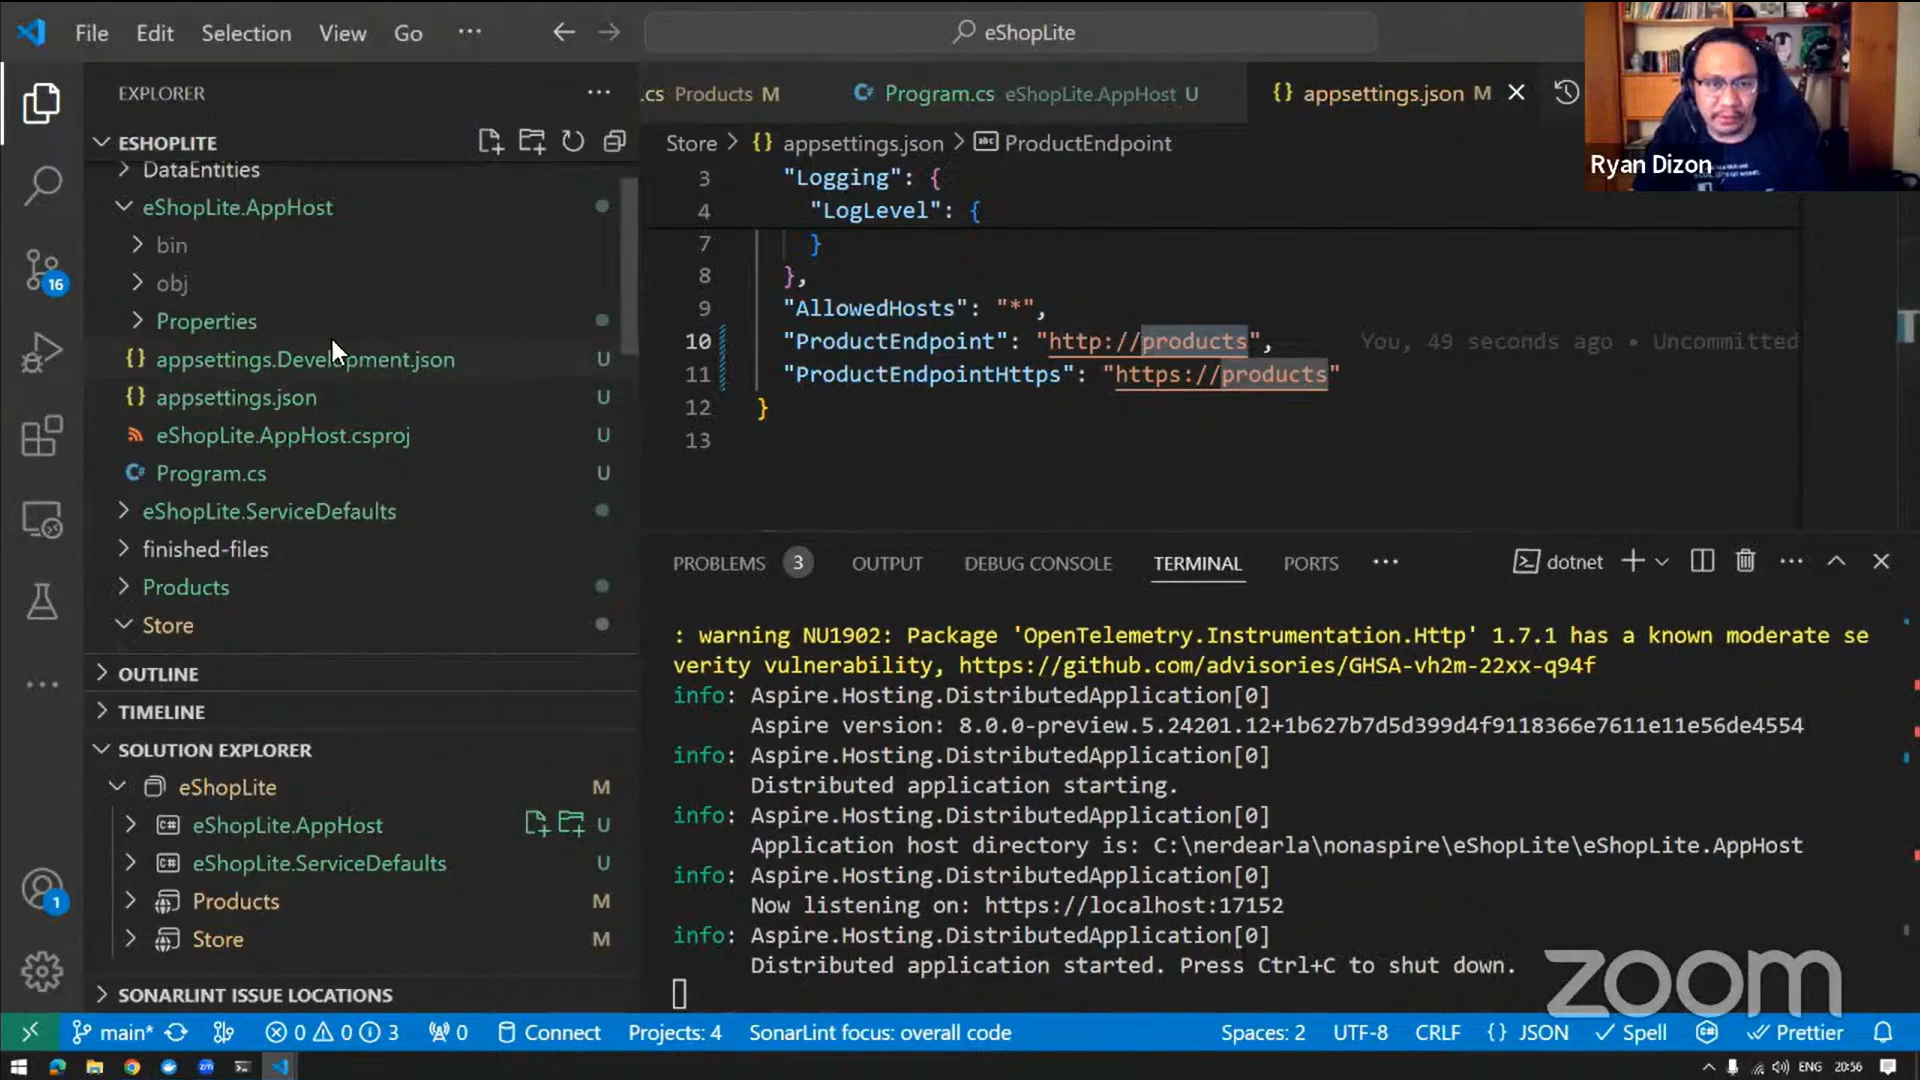 File Edit Selection View Go ··· eShopLite
Ryan Dizon
EXPLORER
ESHOPLITE
DataEntities
eShopLite.AppHost
bin
obj
Properties
appsettings.Development.json U
appsettings.json U
eShopLite.AppHost.csproj U
Program.cs U
eShopLite.ServiceDefaults
finished-files
Products
Store
OUTLINE
TIMELINE
SOLUTION EXPLORER
eShopLite M
eShopLite.AppHost U
eShopLite.ServiceDefaults U
Products M
Store M
SONARLINT ISSUE LOCATIONS
16
1
.cs Products M Program.cs eShopLite.AppHost U {} appsettings.json M
Store > {} appsettings.json > abc ProductEndpoint
3 "Logging": {
4 "LogLevel": {
7 }
8 },
9 "AllowedHosts": "*",
10 "ProductEndpoint": "http://products", You, 49 seconds ago • Uncommitted
11 "ProductEndpointHttps": "https://products"
12 }
13
PROBLEMS 3 OUTPUT DEBUG CONSOLE TERMINAL PORTS ··· dotnet
: warning NU1902: Package 'OpenTelemetry.Instrumentation.Http' 1.7.1 has a known moderate se
verity vulnerability, https://github.com/advisories/GHSA-vh2m-22xx-q94f
info: Aspire.Hosting.DistributedApplication[0]
Aspire version: 8.0.0-preview.5.24201.12+1b627b7d5d399d4f9118366e7611e11e56de4554
info: Aspire.Hosting.DistributedApplication[0]
Distributed application starting.
info: Aspire.Hosting.DistributedApplication[0]
Application host directory is: C:\nerdearla\nonaspire\eShopLite\eShopLite.AppHost
info: Aspire.Hosting.DistributedApplication[0]
Now listening on: https://localhost:17152
info: Aspire.Hosting.DistributedApplication[0]
Distributed application started. Press Ctrl+C to shut down.
zoom
main* 0 0 3 0 Connect Projects: 4 SonarLint focus: overall code Spaces: 2 UTF-8 CRLF {} JSON Spell Prettier
ENG 20:56